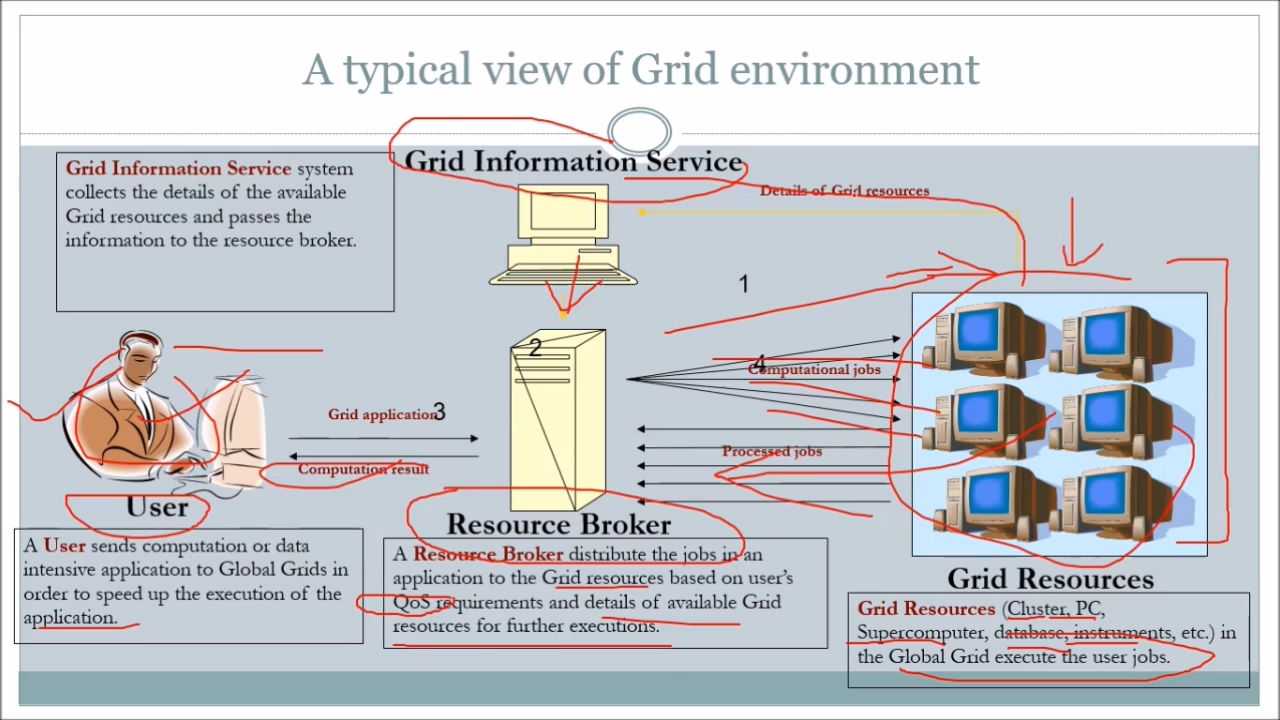 A typical view of Grid environment
Grid Information Service
Grid Information Service system
collects the details of the available
Grid resources and passes the
information to the resource broker.
Details of Grid resources
1
2
4
Computational jobs
Grid application
3
Computation result
Processed jobs
User
Resource Broker
Grid Resources
A User sends computation or data
intensive application to Global Grids in
order to speed up the execution of the
application.
A Resource Broker distribute the jobs in an
application to the Grid resources based on user’s
QoS requirements and details of available Grid
resources for further executions.
Grid Resources (Cluster, PC,
Supercomputer, database, instruments, etc.) in
the Global Grid execute the user jobs.